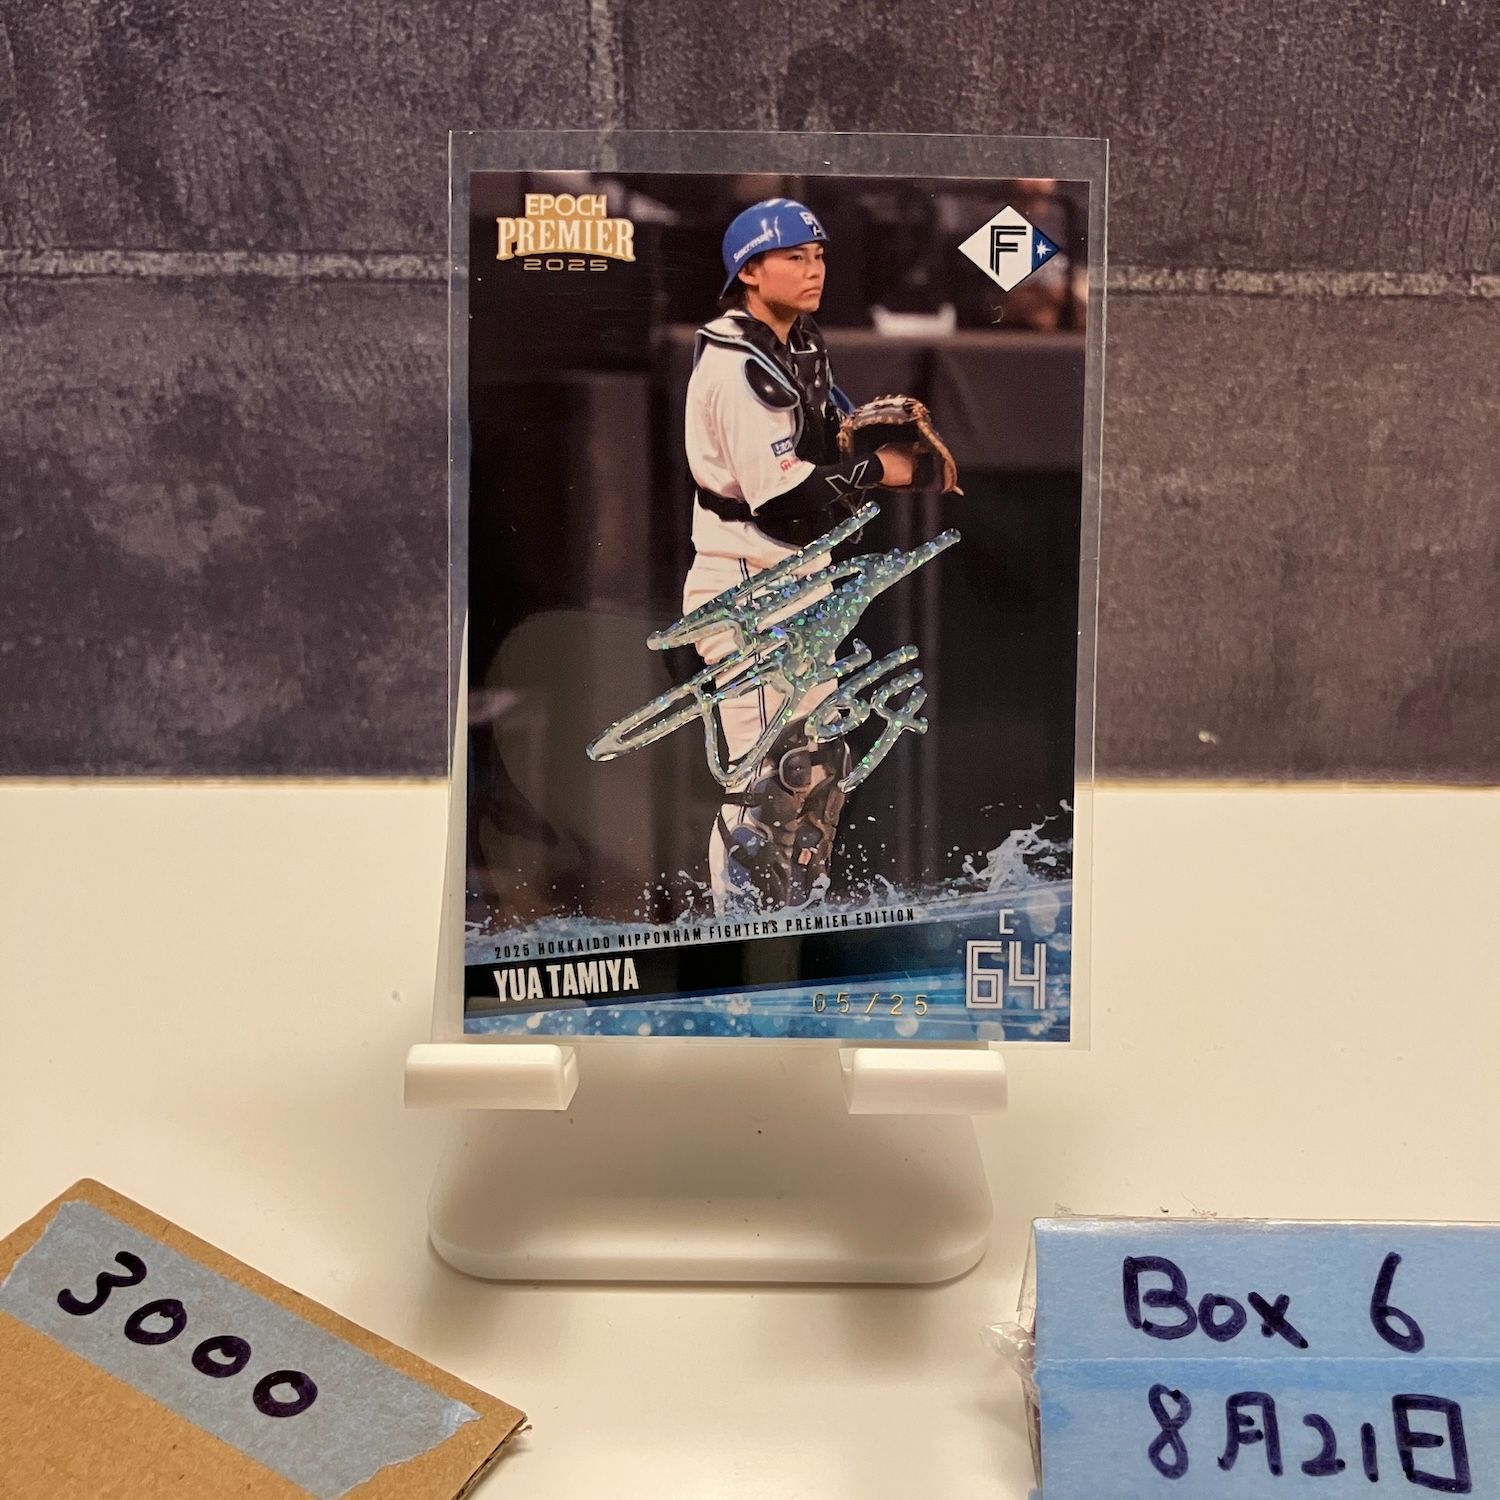 EPOCH
PREMIER
2025
F
2025 HOKKAIDO NIPPONHAM FIGHTERS PREMIER EDITION
YUA TAMIYA
05/25
C
64
64
3000
Box 6
8月21日